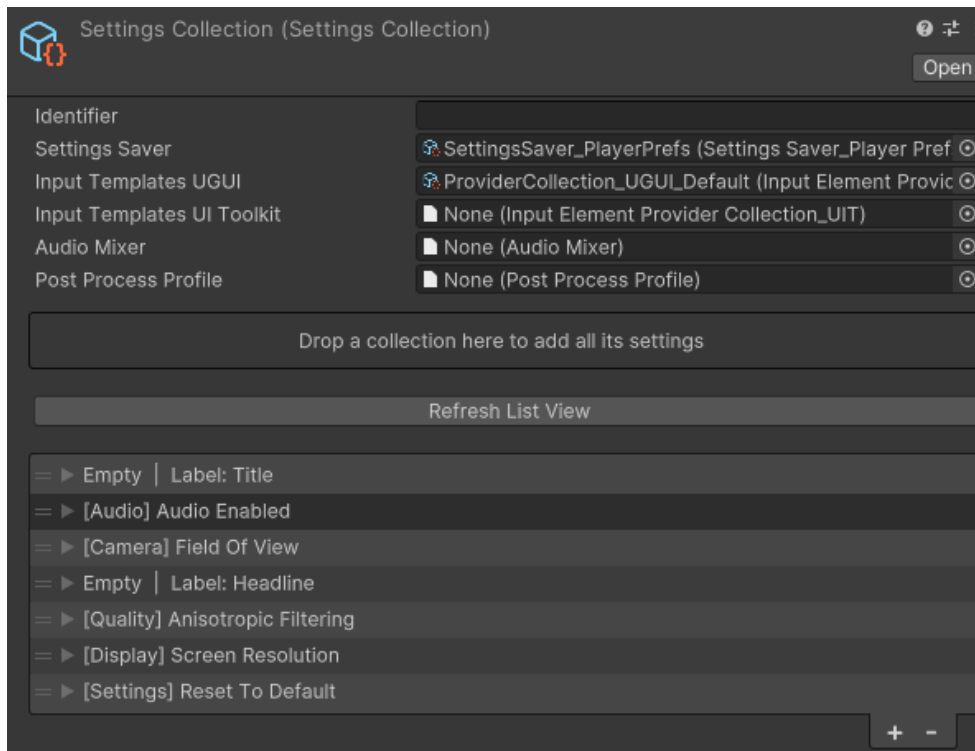 Settings Collection (Settings Collection)
Open
Identifier
Settings Saver SettingsSaver_PlayerPrefs (Settings Saver_Player Pref
Input Templates UGUI ProviderCollection_UGUI_Default (Input Element Provic
Input Templates UI Toolkit None (Input Element Provider Collection_UIT)
Audio Mixer None (Audio Mixer)
Post Process Profile None (Post Process Profile)
Drop a collection here to add all its settings
Refresh List View
Empty | Label: Title
[Audio] Audio Enabled
[Camera] Field Of View
Empty | Label: Headline
[Quality] Anisotropic Filtering
[Display] Screen Resolution
[Settings] Reset To Default
+ -